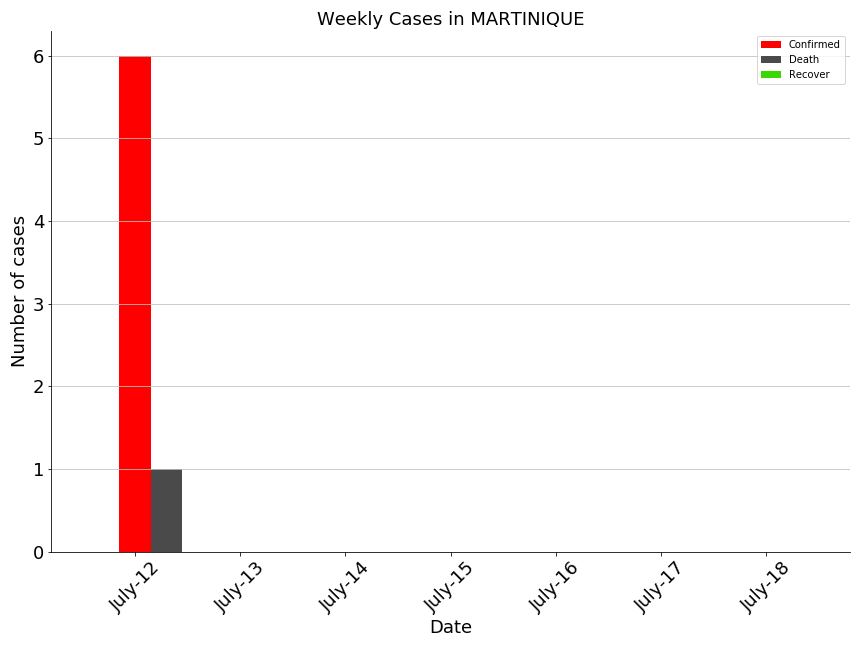 Weekly Cases in MARTINIQUE
Confirmed
Death
Recover
Number of cases
6
5
4
3
2
1
0
July-12
July-13
July-14
July-15
July-16
July-17
July-18
Date